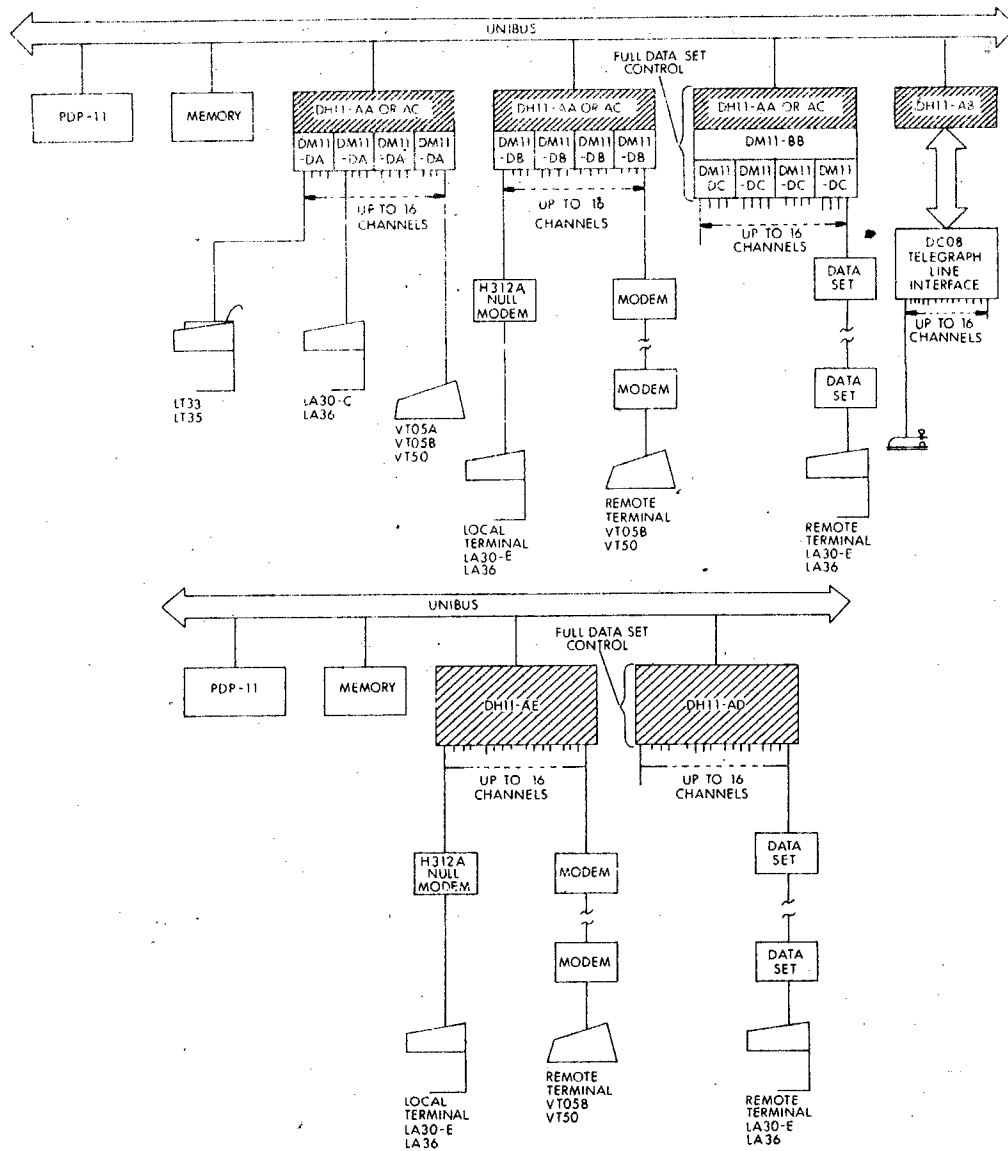 UNIBUS
PDP-11
MEMORY
DH11-AA OR AC
DM11 DM11 DM11 DM11
-DA -DA -DA -DA
UP TO 16
CHANNELS
LT33
LT35
LA30-C
LA36
VT05A
VT05B
VT50
DH11-AA OR AC
DM11 DM11 DM11 DM11
-DB -DB -DB -DB
UP TO 16
CHANNELS
H312A
NULL
MODEM
LOCAL
TERMINAL
LA30-E
LA36
MODEM
MODEM
REMOTE
TERMINAL
VT05B
VT50
FULL DATA SET
CONTROL
DH11-AA OR AC
DM11-BB
DM11 DM11 DM11 DM11
DC -DC -DC -DC
UP TO 16
CHANNELS
DATA
SET
DATA
SET
REMOTE
TERMINAL
LA30-E
LA36
DH11-AB
DC08
TELEGRAPH
LINE
INTERFACE
UP TO 16
CHANNELS
UNIBUS
PDP-11
MEMORY
DH11-AE
UP TO 16
CHANNELS
H312A
NULL
MODEM
LOCAL
TERMINAL
LA30-E
LA36
MODEM
MODEM
REMOTE
TERMINAL
VT05B
VT50
FULL DATA SET
CONTROL
DH11-AD
UP TO 16
CHANNELS
DATA
SET
DATA
SET
REMOTE
TERMINAL
LA30-E
LA36